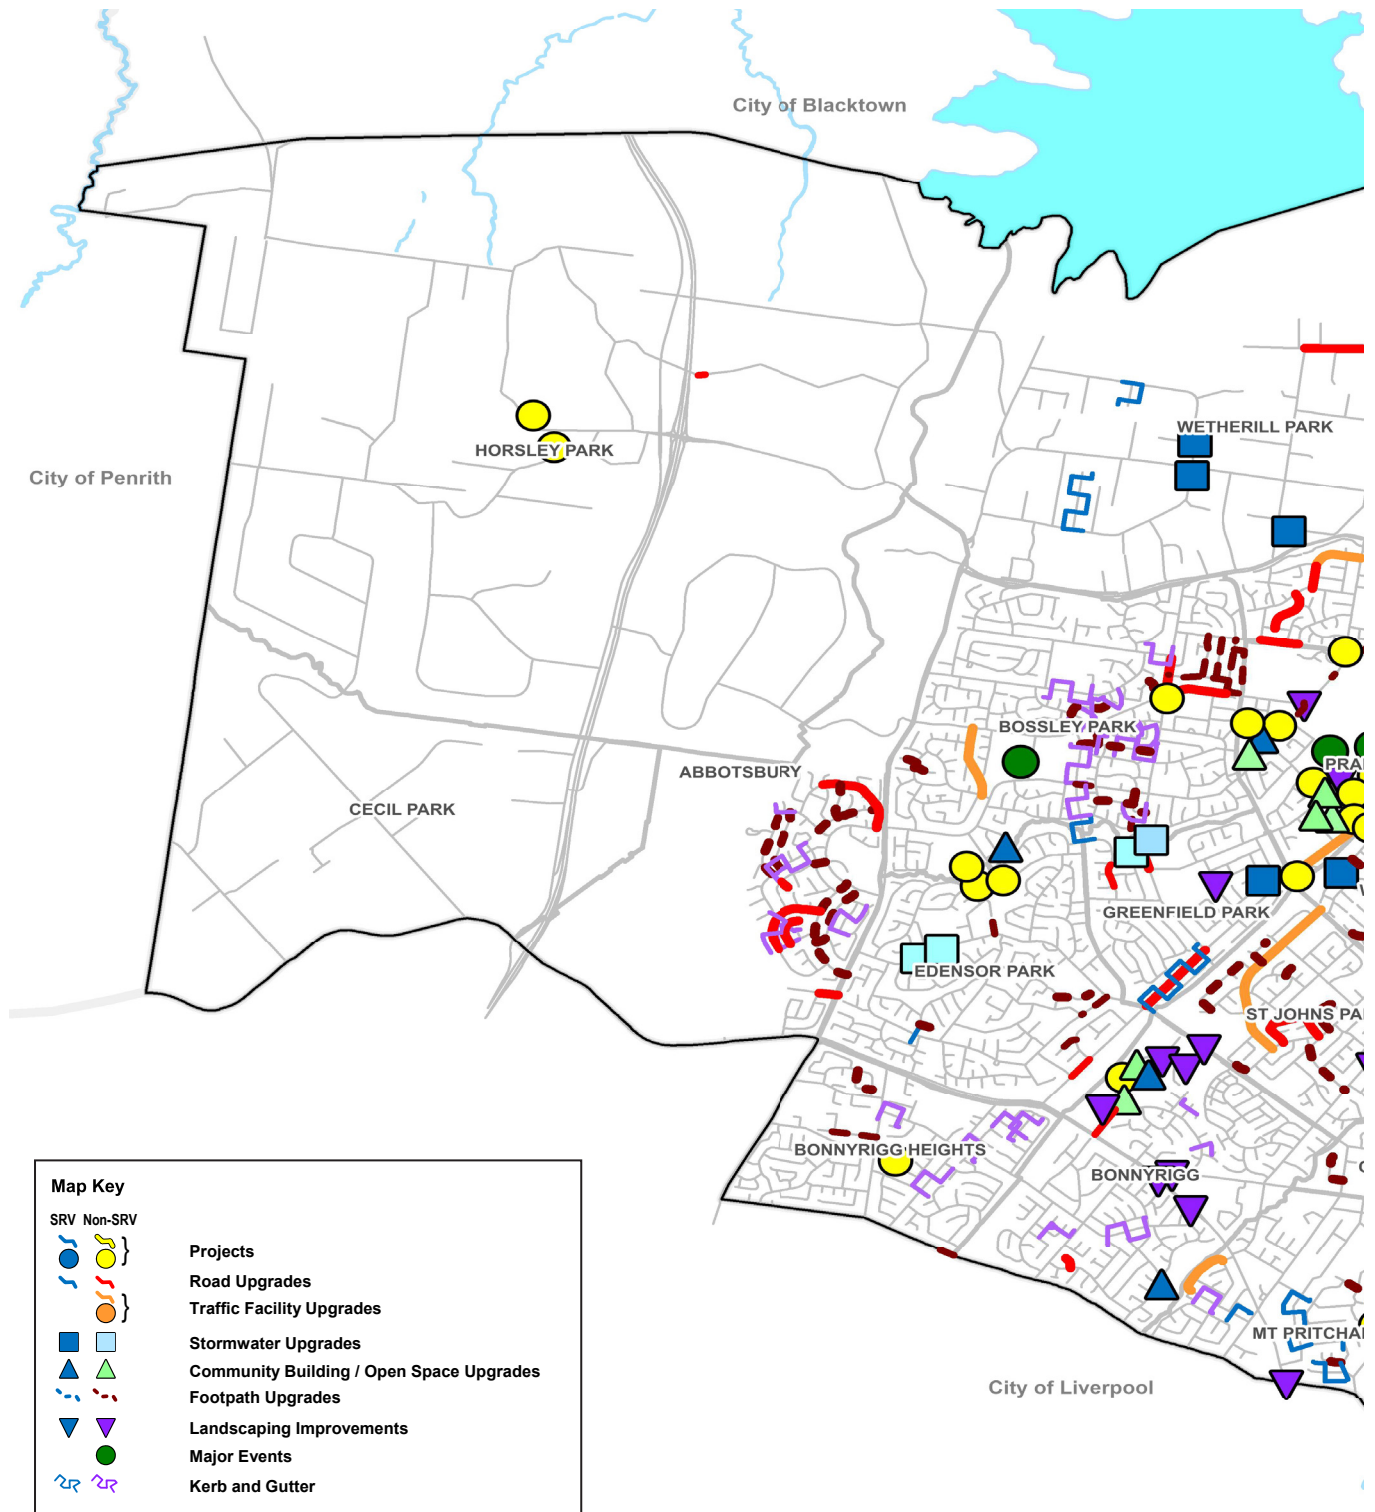 City of Blacktown
WETHERILL PARK
HORSLEY PARK
City of Penrith
BOSSLEY PARK
PRAI
ABBOTSBURY
CECIL PARK
GREENFIELD PARK
EDENSOR PARK
ST JOHNS PA
BONNYRIGG HEIGHTS
BONNYRIGG
MT PRITCHA
City of Liverpool
Map Key
SRV Non-SRV
Projects
Road Upgrades
Traffic Facility Upgrades
Stormwater Upgrades
Community Building / Open Space Upgrades
Footpath Upgrades
Landscaping Improvements
Major Events
Kerb and Gutter